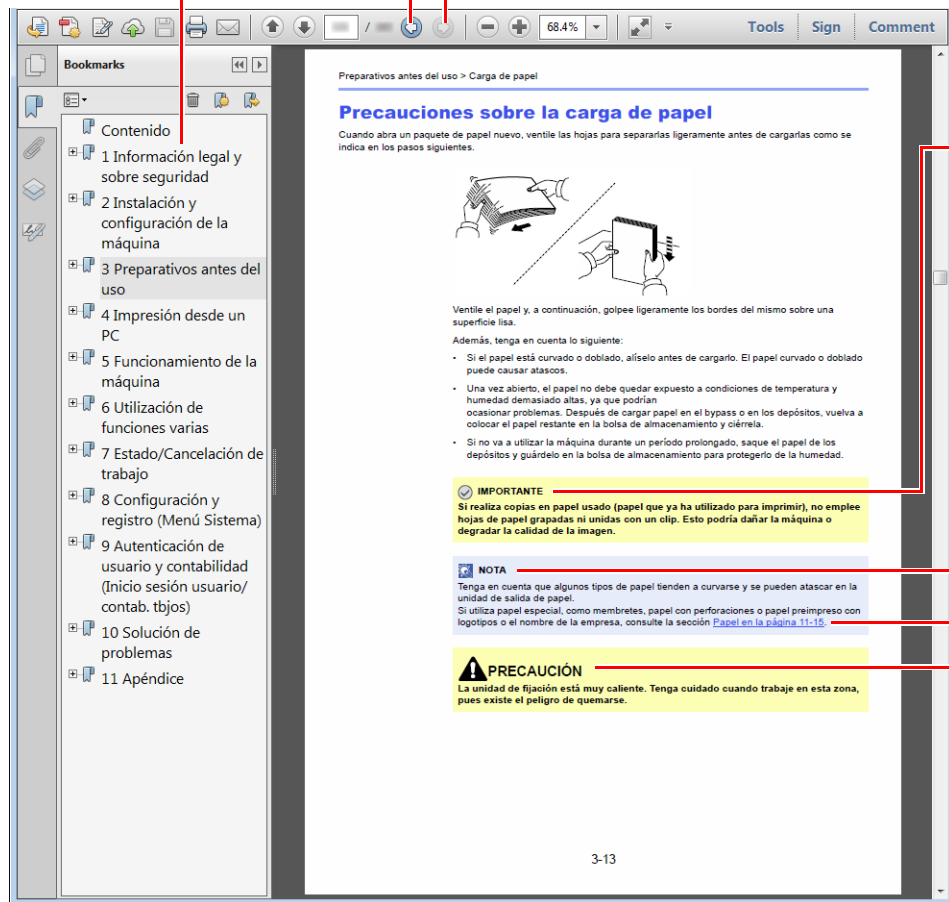 68.4%
Tools
Sign
Comment
Bookmarks
Contenido
1 Información legal y
sobre seguridad
2 Instalación y
configuración de la
máquina
3 Preparativos antes del
uso
4 Impresión desde un
PC
5 Funcionamiento de la
máquina
6 Utilización de
funciones varias
7 Estado/Cancelación de
trabajo
8 Configuración y
registro (Menú Sistema)
9 Autenticación de
usuario y contabilidad
(Inicio sesión usuario/
contab. tbjos)
10 Solución de
problemas
11 Apéndice
Preparativos antes del uso > Carga de papel
Precauciones sobre la carga de papel
Cuando abra un paquete de papel nuevo, ventile las hojas para separarlas ligeramente antes de cargarlas como se
indica en los pasos siguientes.
Ventile el papel y, a continuación, golpee ligeramente los bordes del mismo sobre una
superficie lisa.
Además, tenga en cuenta lo siguiente:
• Si el papel está curvado o doblado, alíselo antes de cargarlo. El papel curvado o doblado
puede causar atascos.
• Una vez abierto, el papel no debe quedar expuesto a condiciones de temperatura y
humedad demasiado altas, ya que podrían
ocasionar problemas. Después de cargar papel en el bypass o en los depósitos, vuelva a
colocar el papel restante en la bolsa de almacenamiento y ciérrela.
• Si no va a utilizar la máquina durante un período prolongado, saque el papel de los
depósitos y guárdelo en la bolsa de almacenamiento para protegerlo de la humedad.
IMPORTANTE
Si realiza copias en papel usado (papel que ya ha utilizado para imprimir), no emplee
hojas de papel grapadas ni unidas con un clip. Esto podría dañar la máquina o
degradar la calidad de la imagen.
NOTA
Tenga en cuenta que algunos tipos de papel tienden a curvarse y se pueden atascar en la
unidad de salida de papel.
Si utiliza papel especial, como membretes, papel con perforaciones o papel preimpreso con
logotipos o el nombre de la empresa, consulte la sección Papel en la página 11-15.
PRECAUCIÓN
La unidad de fijación está muy caliente. Tenga cuidado cuando trabaje en esta zona,
pues existe el peligro de quemarse.
3-13